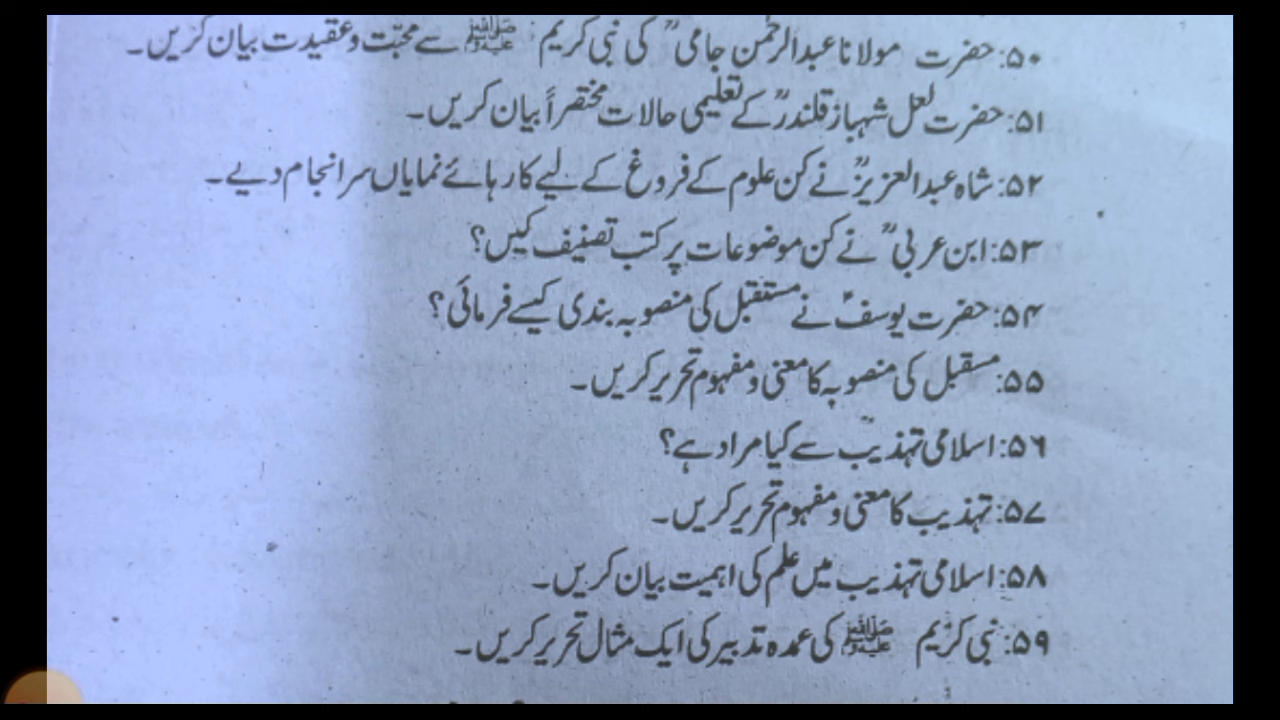 ۵۰: حضرت مولانا عبدالرحمٰن جامیؒ کی نبی کریم ﷺ سے محبّت و عقیدت بیان کریں۔
۵۱: حضرت لعل شہباز قلندرؒ کے تعلیمی حالات مختصراً بیان کریں۔
۵۲: شاہ عبدالعزیزؒ نے کن علوم کے فروغ کے لیے کارہائے نمایاں سرانجام دیے۔
۵۳: ابن عربیؒ نے کن موضوعات پر کتب تصنیف کیں؟
۵۴: حضرت یوسفؑ نے مستقبل کی منصوبہ بندی کیسے فرمائی؟
۵۵: مسقبل کی منصوبہ کا معنی و مفہوم تحریر کریں۔
۵۶: اسلامی تہذیب سے کیا مراد ہے؟
۵۷: تہذیب کا معنی و مفہوم تحریر کریں۔
۵۸: اسلامی تہذیب میں علم کی اہمیت بیان کریں۔
۵۹: نبی کریم ﷺ کی عمدہ تدبیر کی ایک مثال تحریر کریں۔